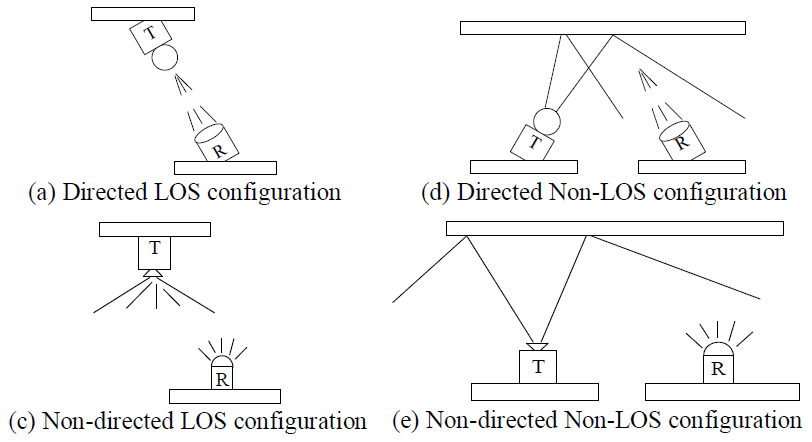 T
R
(a) Directed LOS configuration
T
R
(d) Directed Non-LOS configuration
T
R
(c) Non-directed LOS configuration
T
R
(e) Non-directed Non-LOS configuration